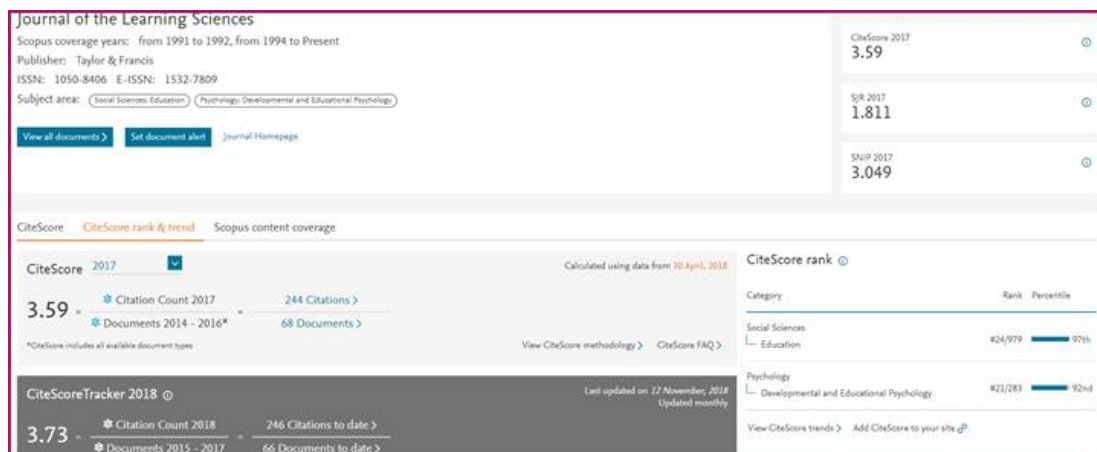 Journal of the Learning Sciences
Scopus coverage years: from 1991 to 1992, from 1994 to Present
Publisher: Taylor & Francis
ISSN: 1050-8406 E-ISSN: 1532-7809
Subject area: Social Sciences: Education Psychology: Developmental and Educational Psychology
View all documents > Set document alert Journal Homepage
CiteScore 2017
3.59
SJR 2017
1.811
SNIP 2017
3.049
CiteScore CiteScore rank & trend Scopus content coverage
CiteScore 2017
Calculated using data from 30 April, 2018
3.59 = Citation Count 2017 = 244 Citations >
Documents 2014 - 2016* 68 Documents >
*CiteScore includes all available document types
View CiteScore methodology > CiteScore FAQ >
CiteScoreTracker 2018
Last updated on 12 November, 2018
Updated monthly
3.73 = Citation Count 2018 = 246 Citations to date >
Documents 2015 - 2017 66 Documents to date >
CiteScore rank
Category Rank Percentile
Social Sciences
Education #24/979 97th
Psychology
Developmental and Educational Psychology #21/283 92nd
View CiteScore trends > Add CiteScore to your site